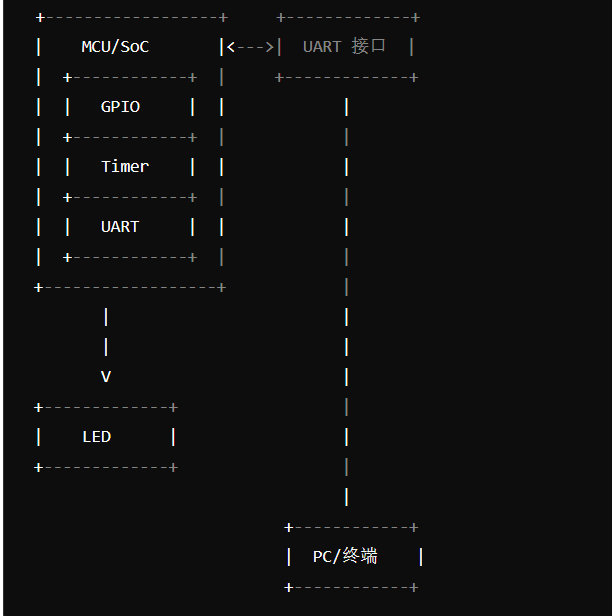 +------------------+     +-------------+
|    MCU/SoC       |<--->|  UART 接口  |
|  +------------+  |     +-------------+
|  |   GPIO     |  |            |
|  +------------+  |            |
|  |   Timer    |  |            |
|  +------------+  |            |
|  |   UART     |  |            |
|  +------------+  |            |
+------------------+            |
       |                        |
       |                        |
       V                        |
+-------------+                 |
|    LED      |                 |
+-------------+                 |
                                |
                          +------------+
                          |  PC/终端    |
                          +------------+